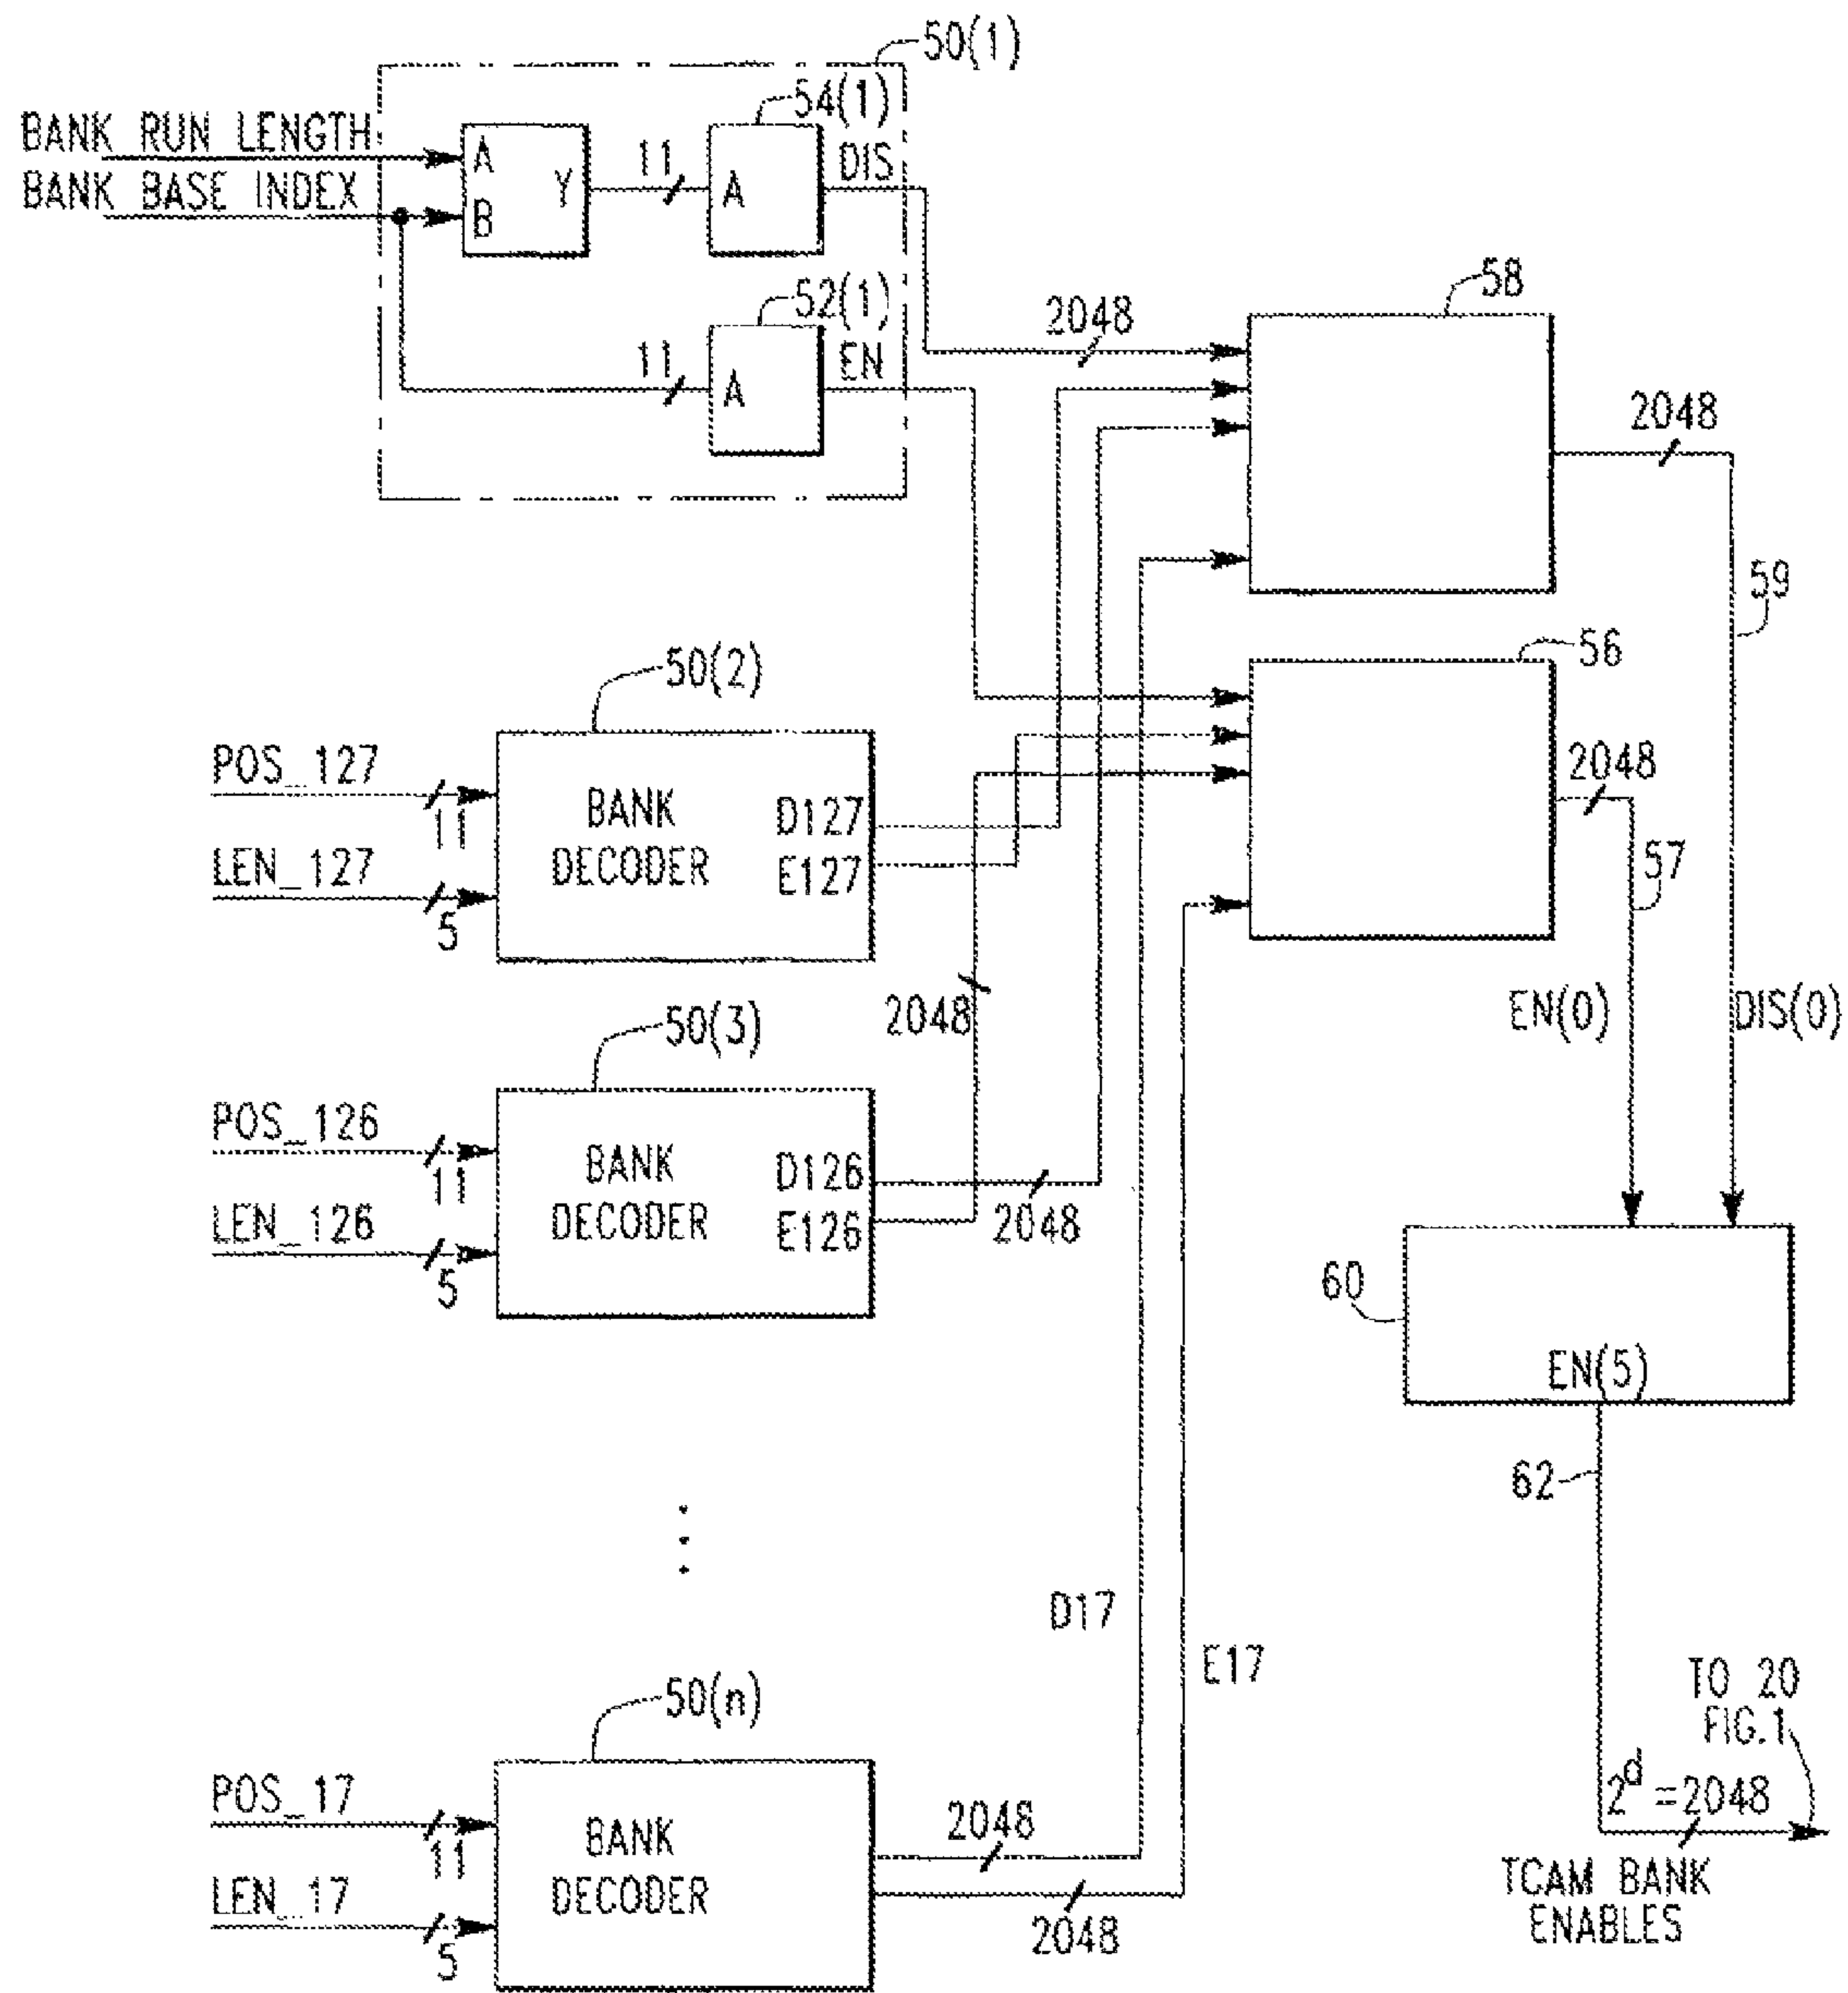 50(1)
54(1)
BANK RUN LENGTH
A
Y
11
A
DIS
BANK BASE INDEX
B
52(1)
11
A
EN
2048
58
2048
59
56
50(2)
POS_127
11
BANK DECODER
D127
E127
LEN_127
5
2048
57
2048
EN(0)
DIS(0)
50(3)
POS_126
11
BANK DECODER
D126
E126
LEN_126
5
2048
60
EN(5)
62
D17
E17
50(n)
POS_17
11
BANK DECODER
LEN_17
5
2048
2048
TO 20
FIG.1
2^d =2048
TCAM BANK
ENABLES